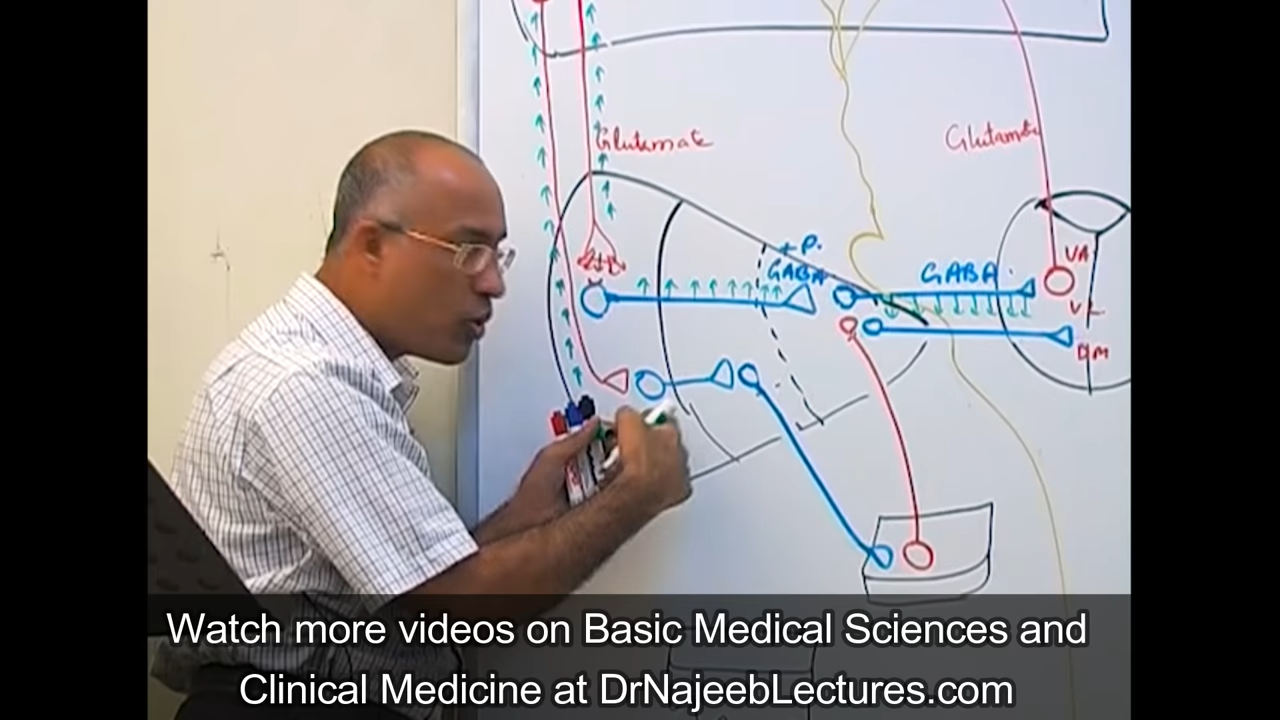 Glutamate
Glutamate
+ P.
GABA
GABA
VA
VL
DM
Watch more videos on Basic Medical Sciences and
Clinical Medicine at DrNajeebLectures.com